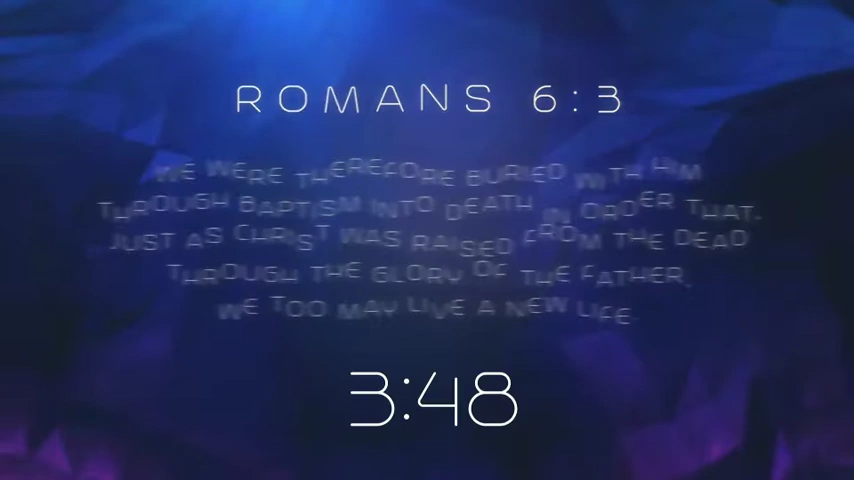 ROMANS 6:3
WE WERE THEREFORE BURIED WITH HIM
THROUGH BAPTISM INTO DEATH IN ORDER THAT,
JUST AS CHRIST WAS RAISED FROM THE DEAD
THROUGH THE GLORY OF THE FATHER,
WE TOO MAY LIVE A NEW LIFE.
3:48